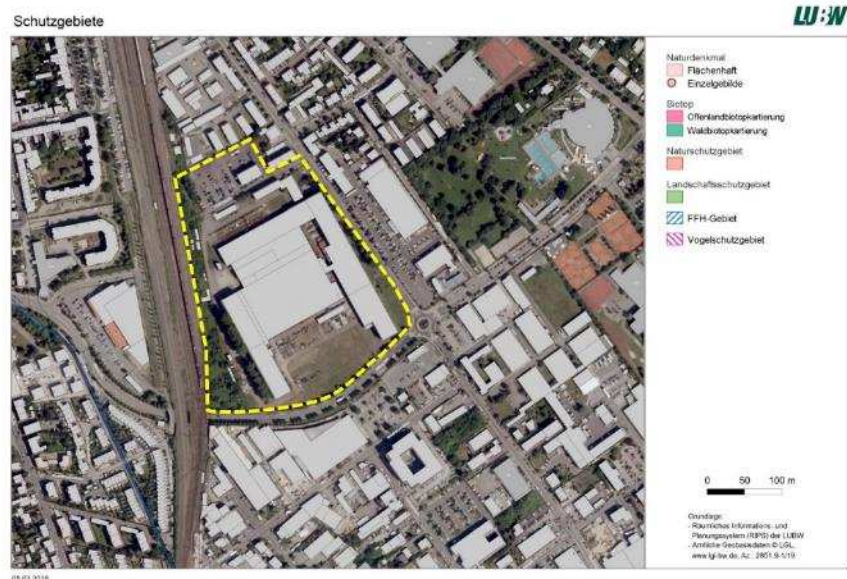 Schutzgebiete
LUBW
Naturdenkmal
Flächenhaft
Einzelgebilde
Biotop
Offenlandbiotopkartierung
Waldbiotopkartierung
Naturschutzgebiet
Landschaftsschutzgebiet
FFH-Gebiet
Vogelschutzgebiet
0 50 100 m
Grundlage:
- Räumliches Informations- und
Planungssystem (RIPS) der LUBW
- Amtliche Geobasisdaten © LGL,
www.lgl-bw.de, Az.: 2851.9-1/19